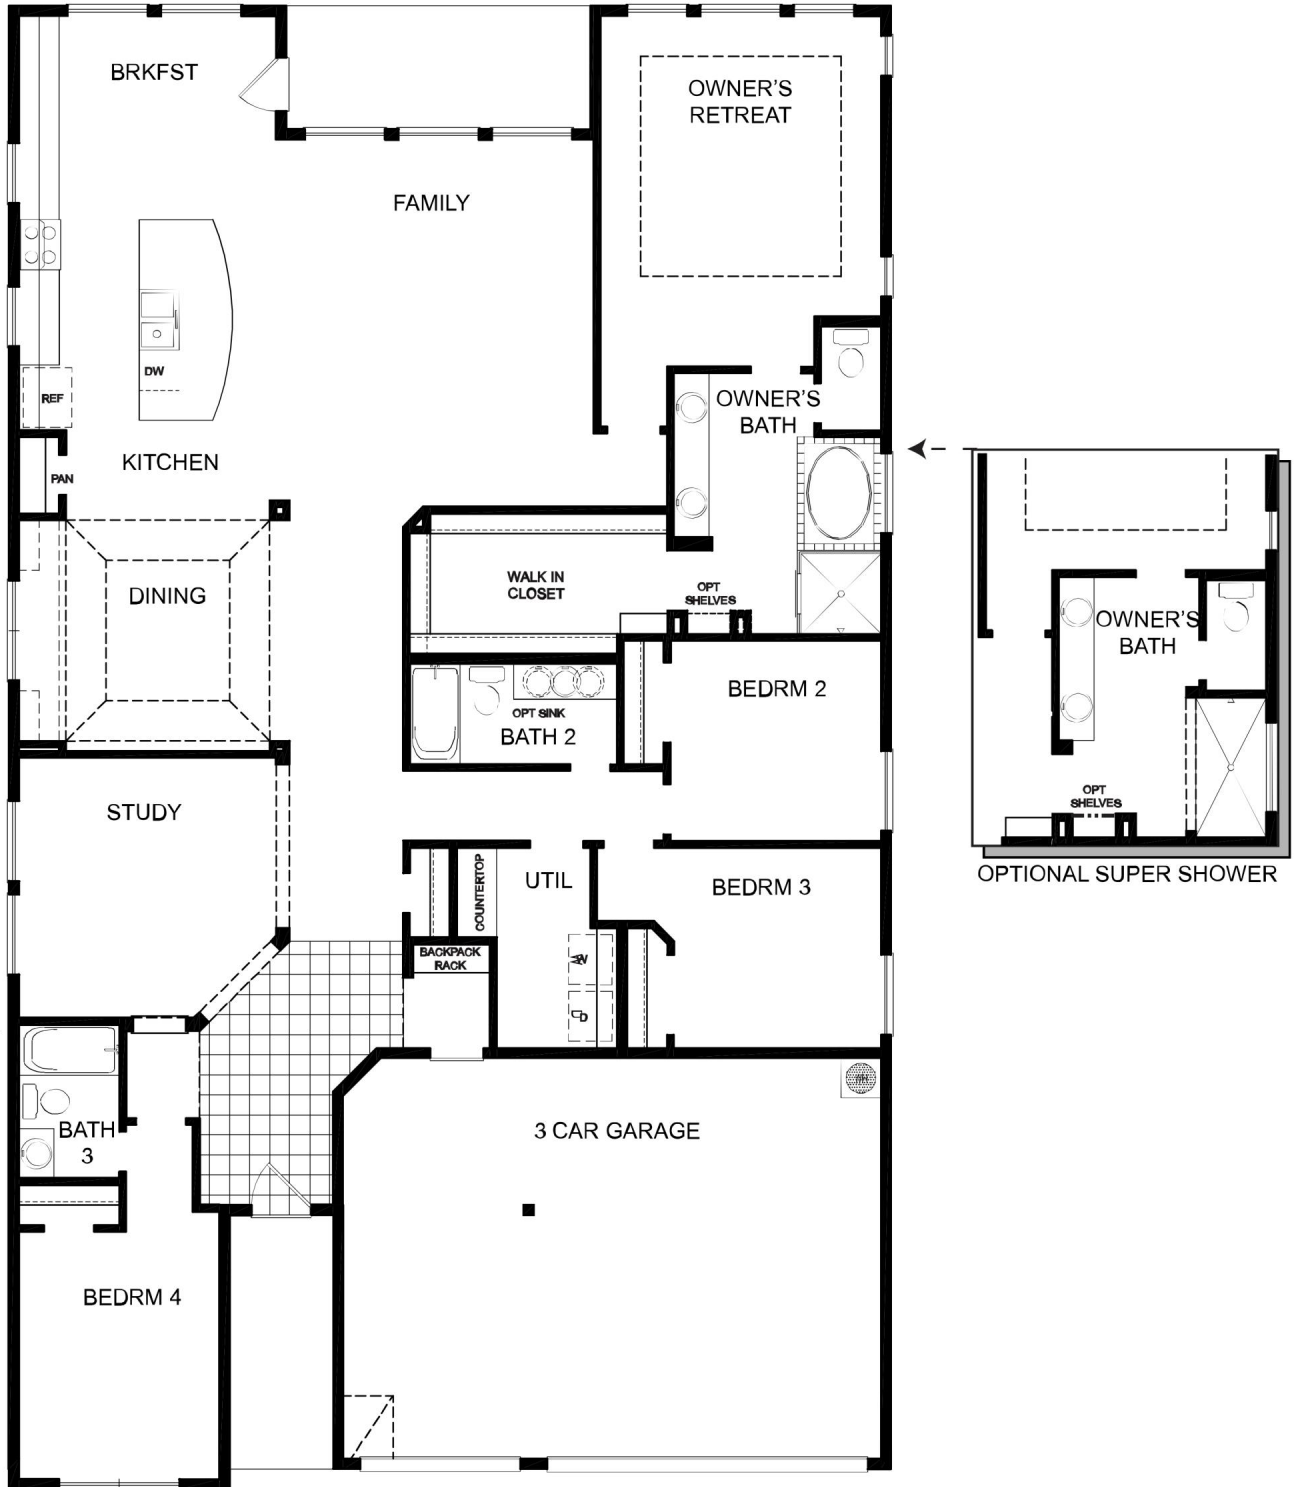 BRKFST
OWNER'S
RETREAT
FAMILY
DW
REF
OWNER'S
BATH
KITCHEN
PAN
DINING
WALK IN
CLOSET
OPT
SHELVES
OWNER'S
BATH
BEDRM 2
OPT SINK
BATH 2
OPT
SHELVES
STUDY
OPTIONAL SUPER SHOWER
COUNTERTOP
UTIL
BEDRM 3
BACKPACK
RACK
W
D
WH
BATH
3
3 CAR GARAGE
BEDRM 4